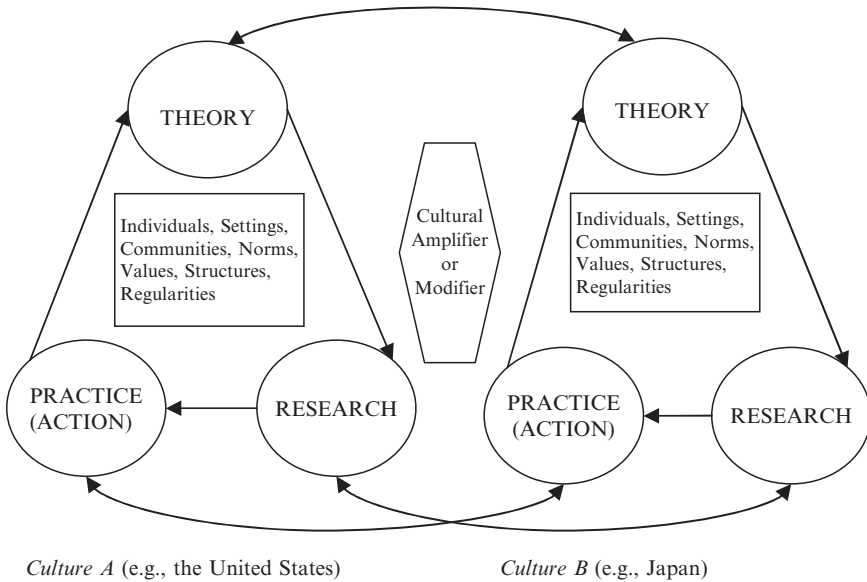 THEORY
Individuals, Settings,
Communities, Norms,
Values, Structures,
Regularities
PRACTICE
(ACTION)
RESEARCH
Cultural
Amplifier
or
Modifier
THEORY
Individuals, Settings,
Communities, Norms,
Values, Structures,
Regularities
PRACTICE
(ACTION)
RESEARCH
Culture A (e.g., the United States)
Culture B (e.g., Japan)